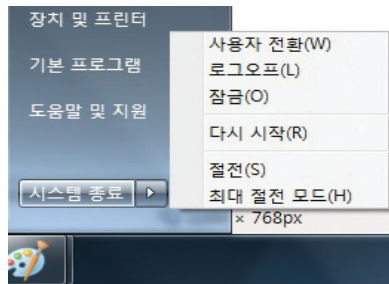 장치 및 프린터
기본 프로그램
도움말 및 지원
시스템 종료
사용자 전환(W)
로그오프(L)
잠금(O)
다시 시작(R)
절전(S)
최대 절전 모드(H)
× 768px